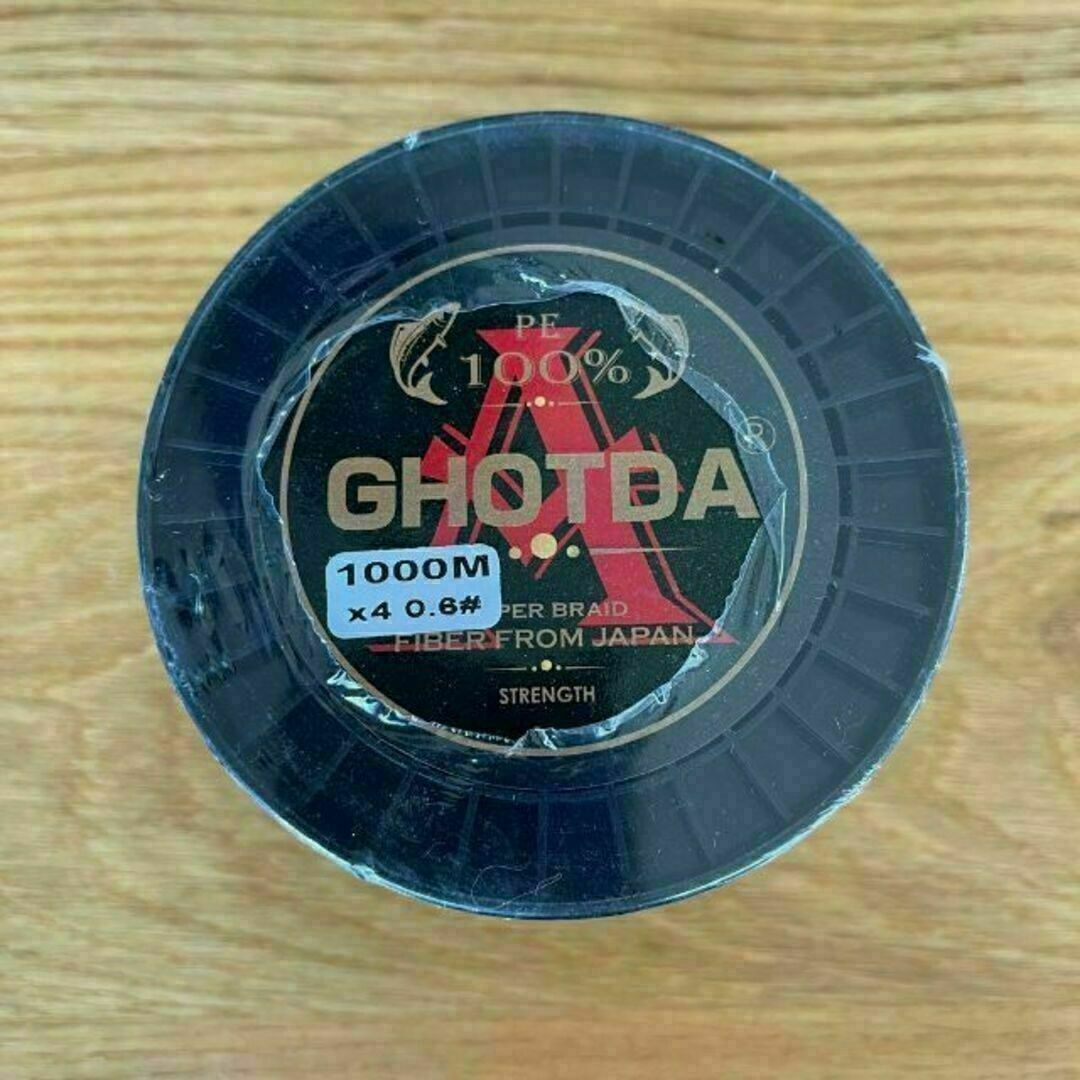 PE
100%
GHOTDA®
1000M
x4 0.6#
PER BRAID
FIBER FROM JAPAN
STRENGTH